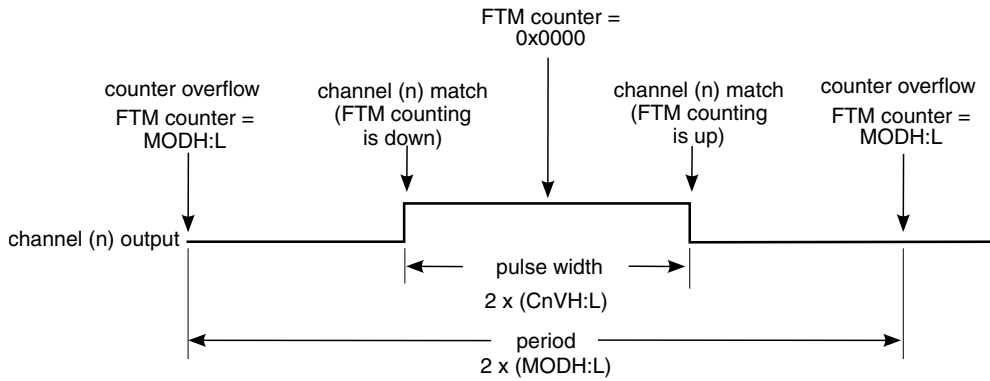 FTM counter =
0x0000
counter overflow
FTM counter =
MODH:L
channel (n) match
(FTM counting
is down)
channel (n) match
(FTM counting
is up)
counter overflow
FTM counter =
MODH:L
channel (n) output
pulse width
2 x (CnVH:L)
period
2 x (MODH:L)